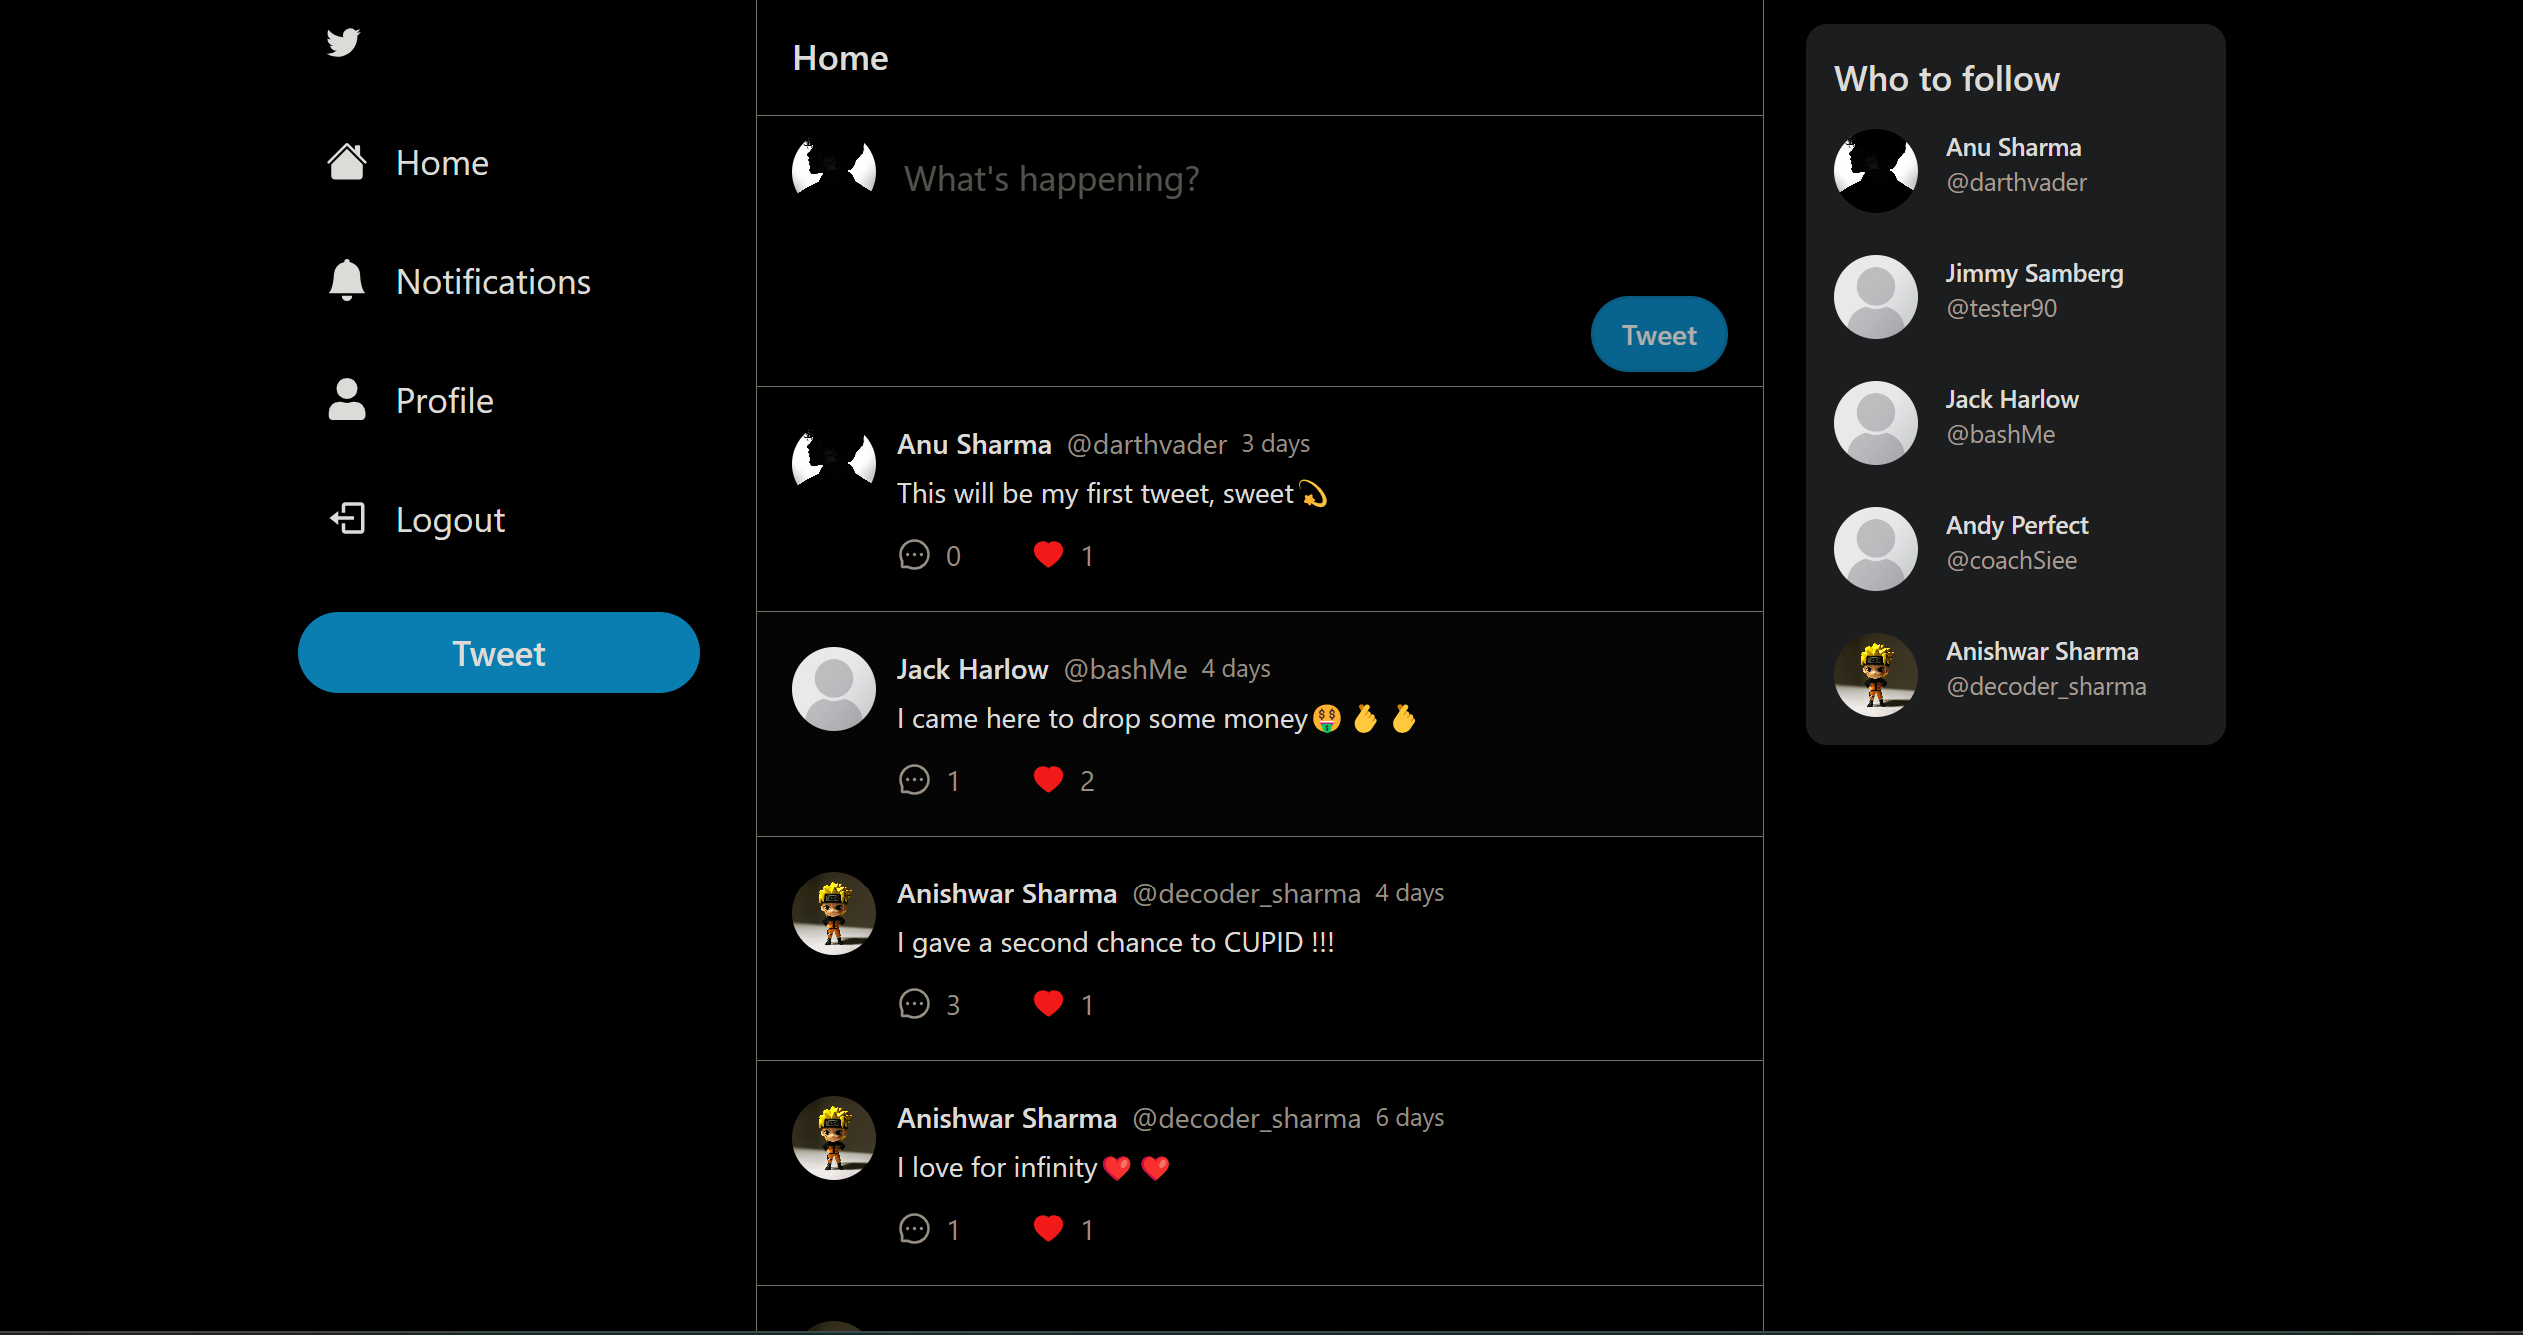 Home
Notifications
Profile
Logout
Tweet
Home
What's happening?
Tweet
Anu Sharma @darthvader 3 days
This will be my first tweet, sweet💫
0 1
Jack Harlow @bashMe 4 days
I came here to drop some money🤑🫰🫰
1 2
Anishwar Sharma @decoder_sharma 4 days
I gave a second chance to CUPID !!!
3 1
Anishwar Sharma @decoder_sharma 6 days
I love for infinity❤️❤️
1 1
Who to follow
Anu Sharma
@darthvader
Jimmy Samberg
@tester90
Jack Harlow
@bashMe
Andy Perfect
@coachSiee
Anishwar Sharma
@decoder_sharma